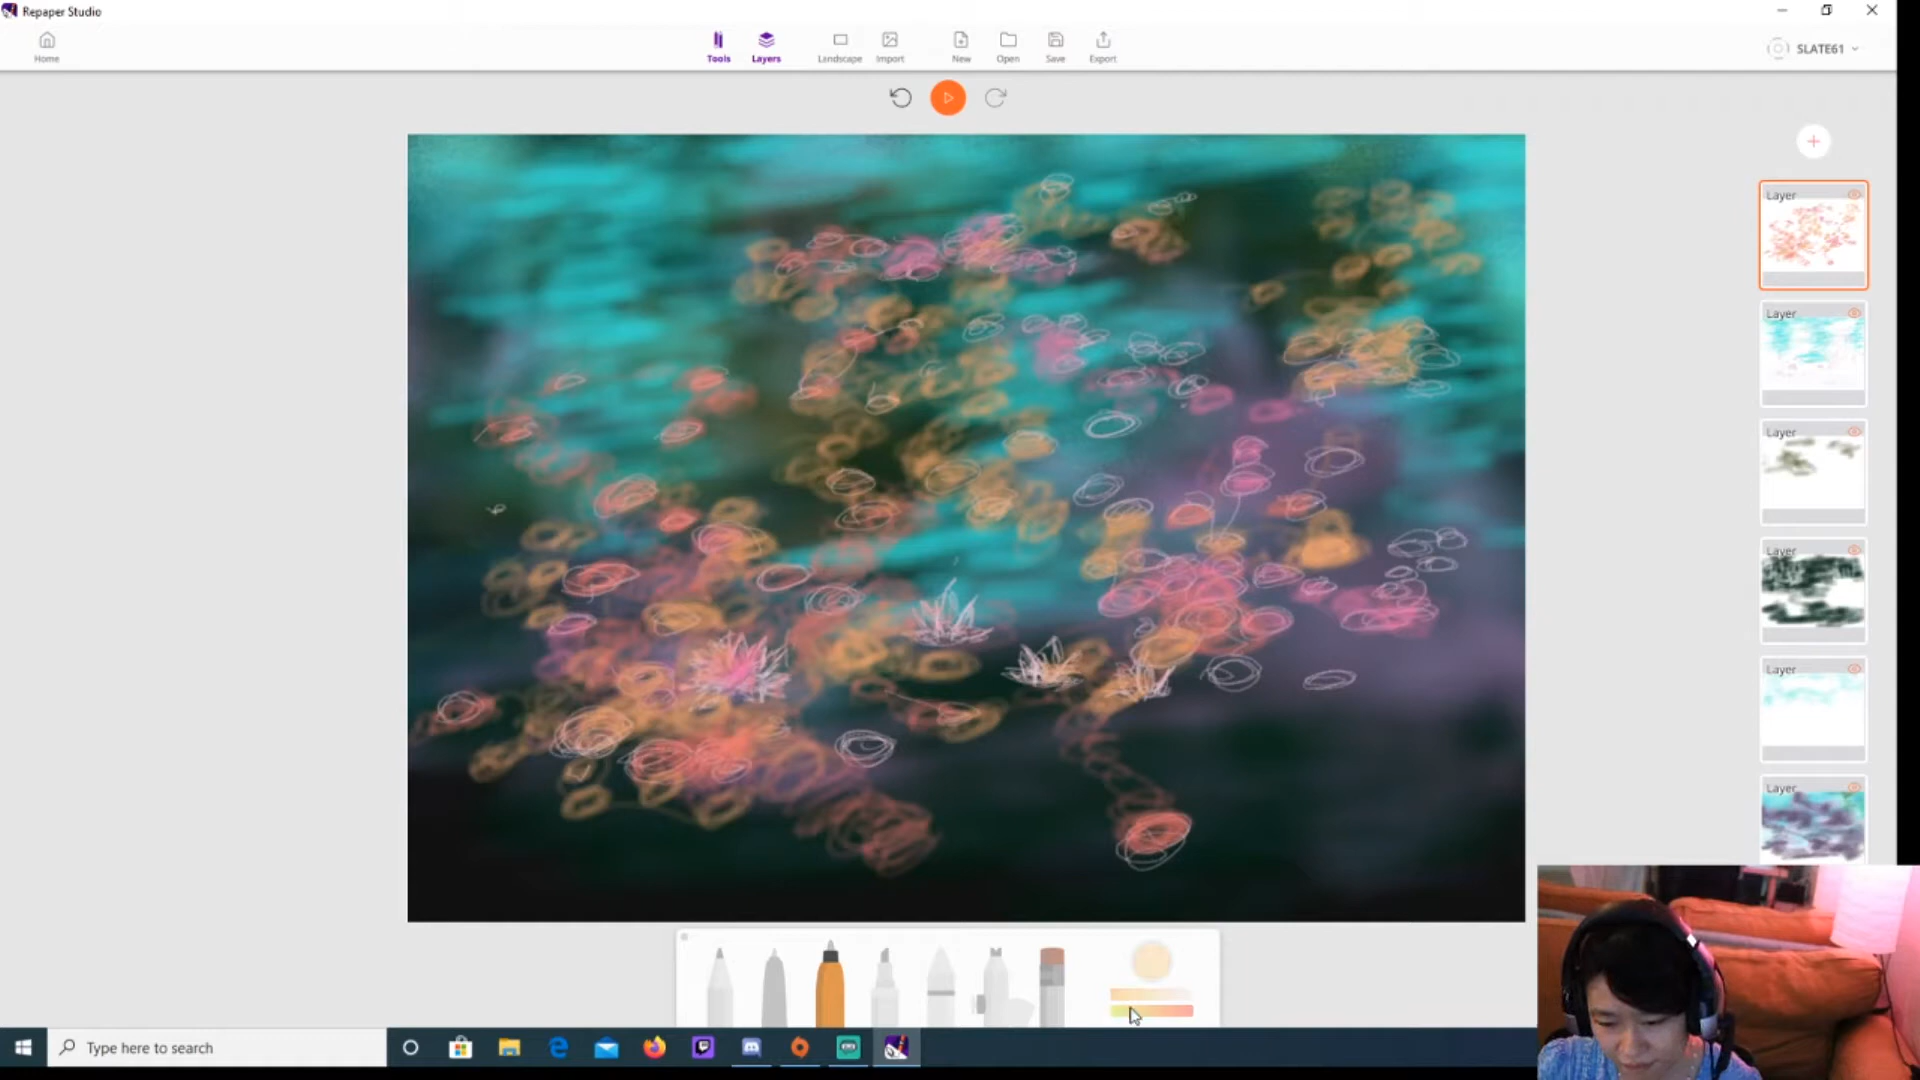 Repaper Studio
Home
Tools
Layers
Landscape
Import
New
Open
Save
Export
SLATE61
Layer
Layer
Layer
Layer
Layer
Layer
Type here to search